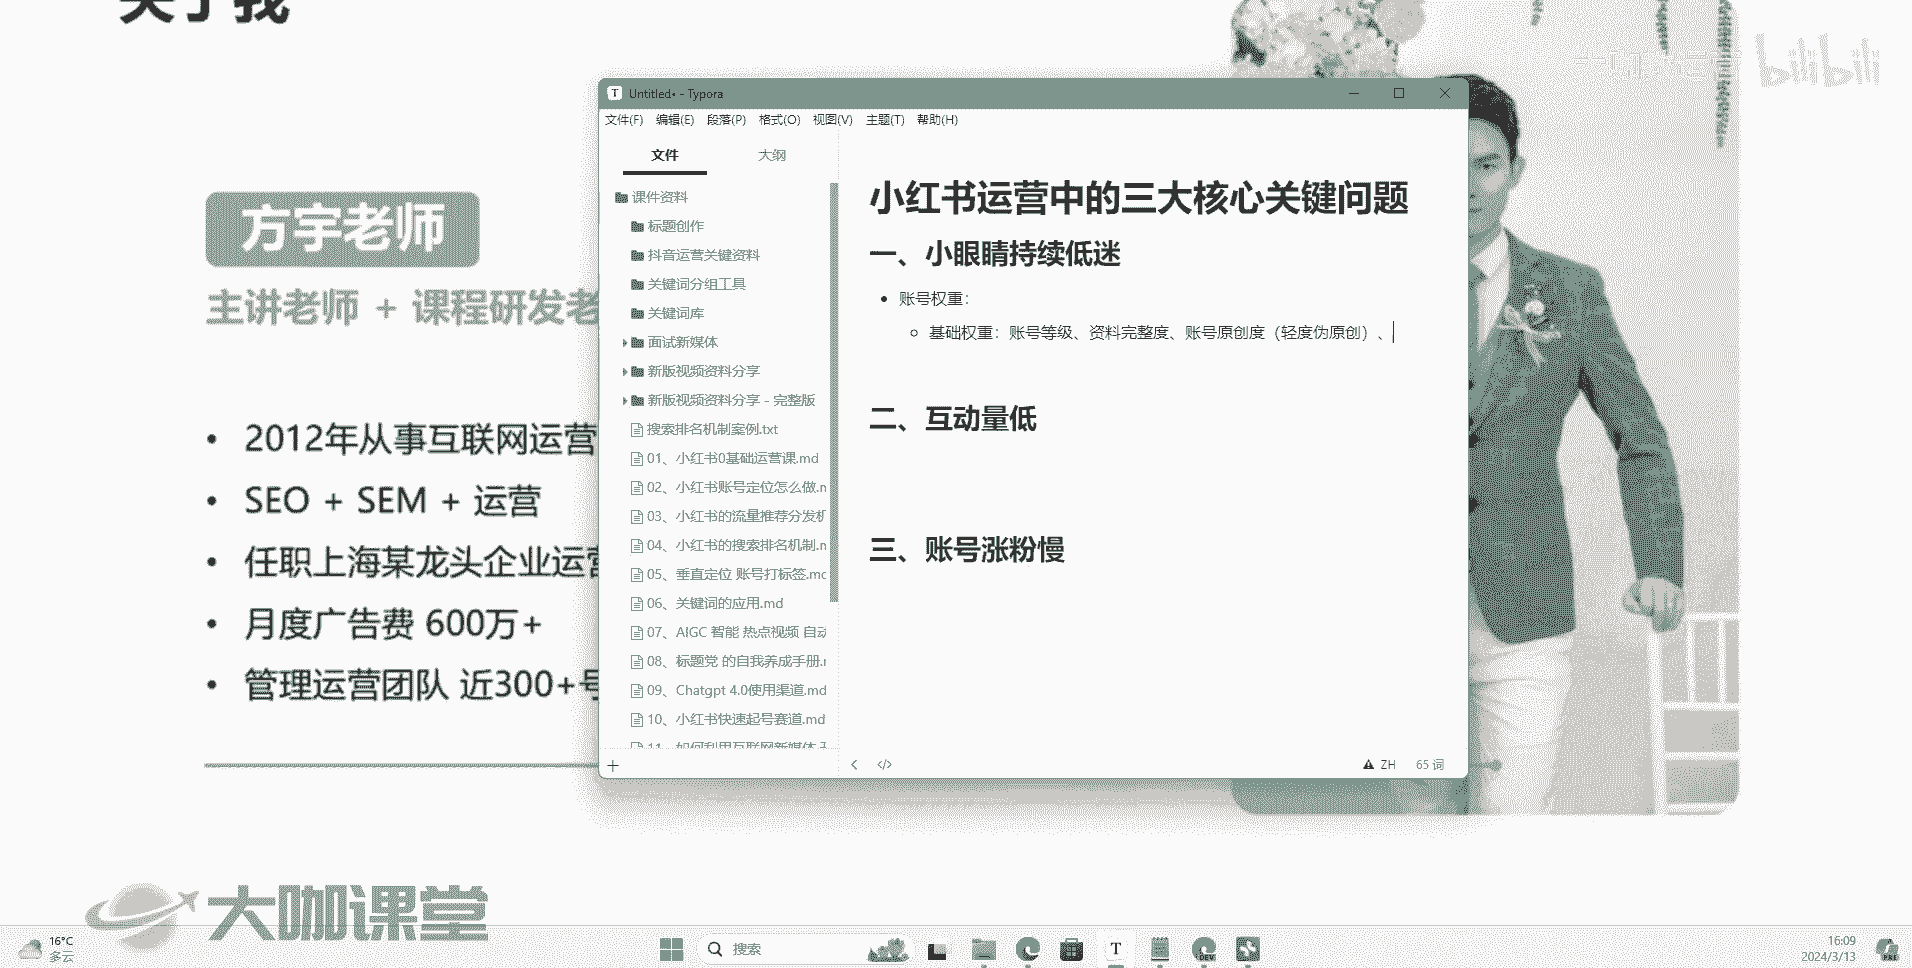 关于我
bilibili
方宇老师
主讲老师 + 课程研发老
• 2012年从事互联网运营
• SEO + SEM + 运营
• 任职上海某龙头企业运营
• 月度广告费 600万+
• 管理运营团队 近300+号
Untitled• - Typora
文件(F) 编辑(E) 段落(P) 格式(O) 视图(V) 主题(T) 帮助(H)
文件 大纲
课件资料
标题创作
抖音运营关键资料
关键词分组工具
关键词库
面试新媒体
新版视频资料分享
新版视频资料分享 - 完整版
搜索排名机制案例.txt
01、小红书0基础运营课.md
02、小红书账号定位怎么做.m
03、小红书的流量推荐分发机
04、小红书的搜索排名机制.m
05、垂直定位 账号打标签.mc
06、关键词的应用.md
07、AIGC 智能 热点视频 自动
08、标题党 的自我养成手册.r
09、Chatgpt 4.0使用渠道.md
10、小红书快速起号赛道.md
11、如何利用互联网新媒体
小红书运营中的三大核心关键问题
一、小眼睛持续低迷
• 账号权重：
◦ 基础权重：账号等级、资料完整度、账号原创度（轻度伪原创）、
二、互动量低
三、账号涨粉慢
ZH 65 词
大咖课堂
16°C
多云
搜索
T
DEV
16:09
2024/3/13
PRE